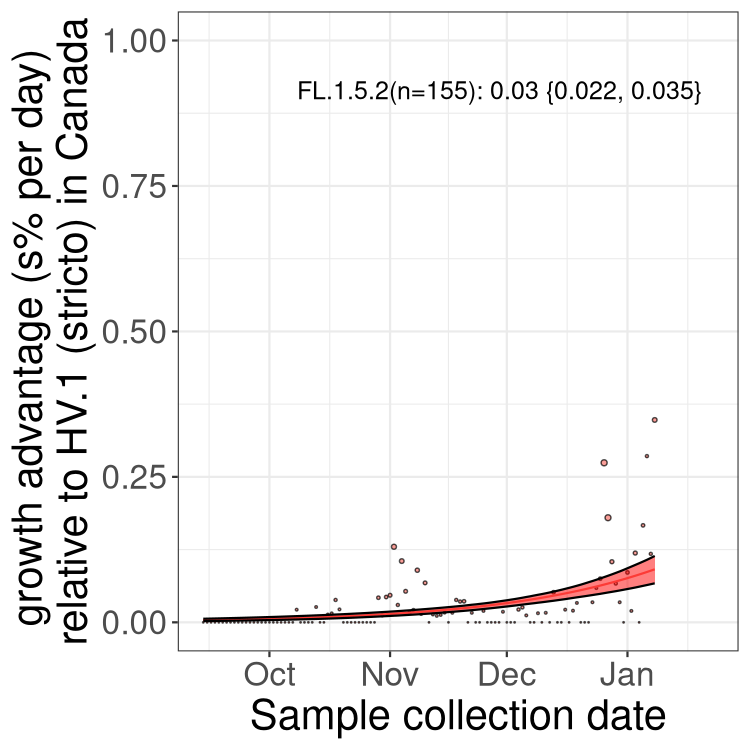 growth advantage (s% per day)
relative to HV.1 (stricto) in Canada
1.00
0.75
0.50
0.25
0.00
FL.1.5.2(n=155): 0.03 {0.022, 0.035}
Oct Nov Dec Jan
Sample collection date